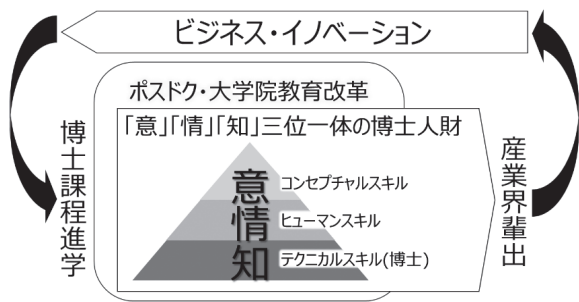 ビジネス・イノベーション
ポスドク・大学院教育改革
「意」「情」「知」三位一体の博士人財
博士課程進学
意
コンセプチャルスキル
情
ヒューマンスキル
知
テクニカルスキル(博士)
産業界輩出